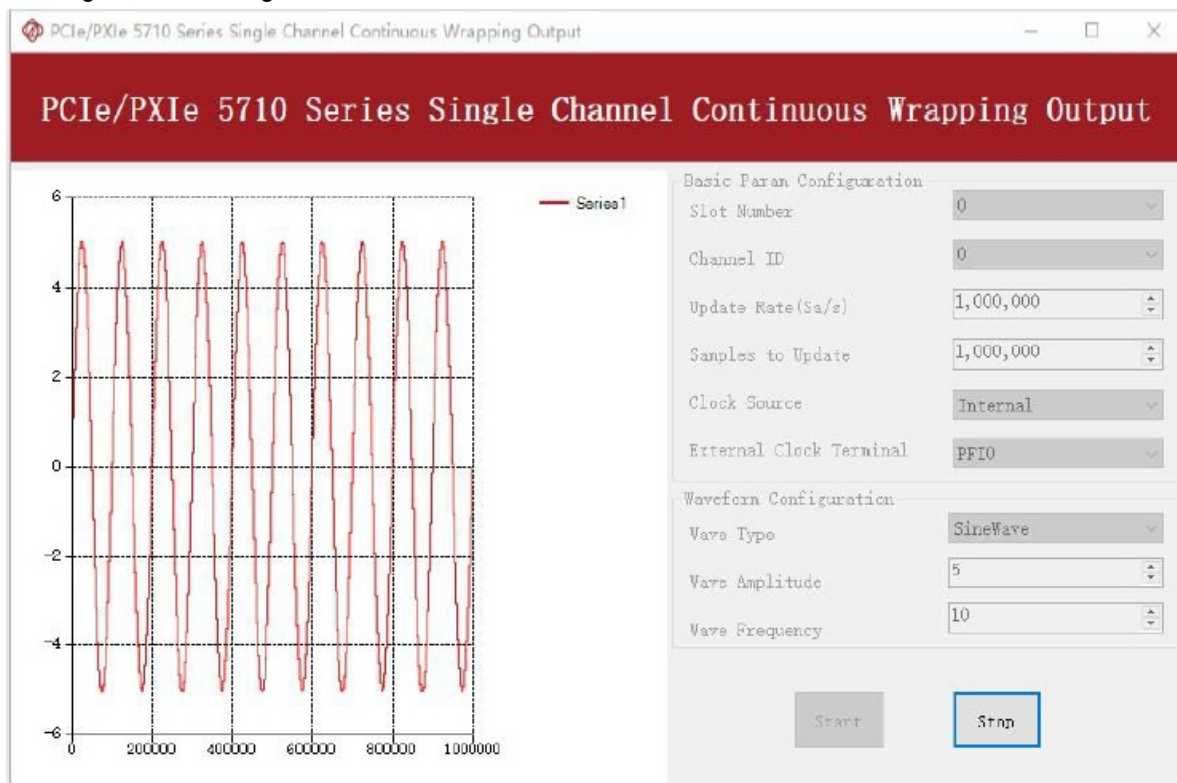 PCIe/PXIe 5710 Series Single Channel Continuous Wrapping Output
PCIe/PXIe 5710 Series Single Channel Continuous Wrapping Output
6
4
2
0
-2
-4
-6
0
200000
400000
600000
800000
1000000
Series1
Basic Param Configuration
Slot Number
0
Channel ID
0
Update Rate(Sa/s)
1,000,000
Samples to Update
1,000,000
Clock Source
Internal
External Clock Terminal
PFI0
Waveform Configuration
Wave Type
SineWave
Wave Amplitude
5
Wave Frequency
10
Start
Stop